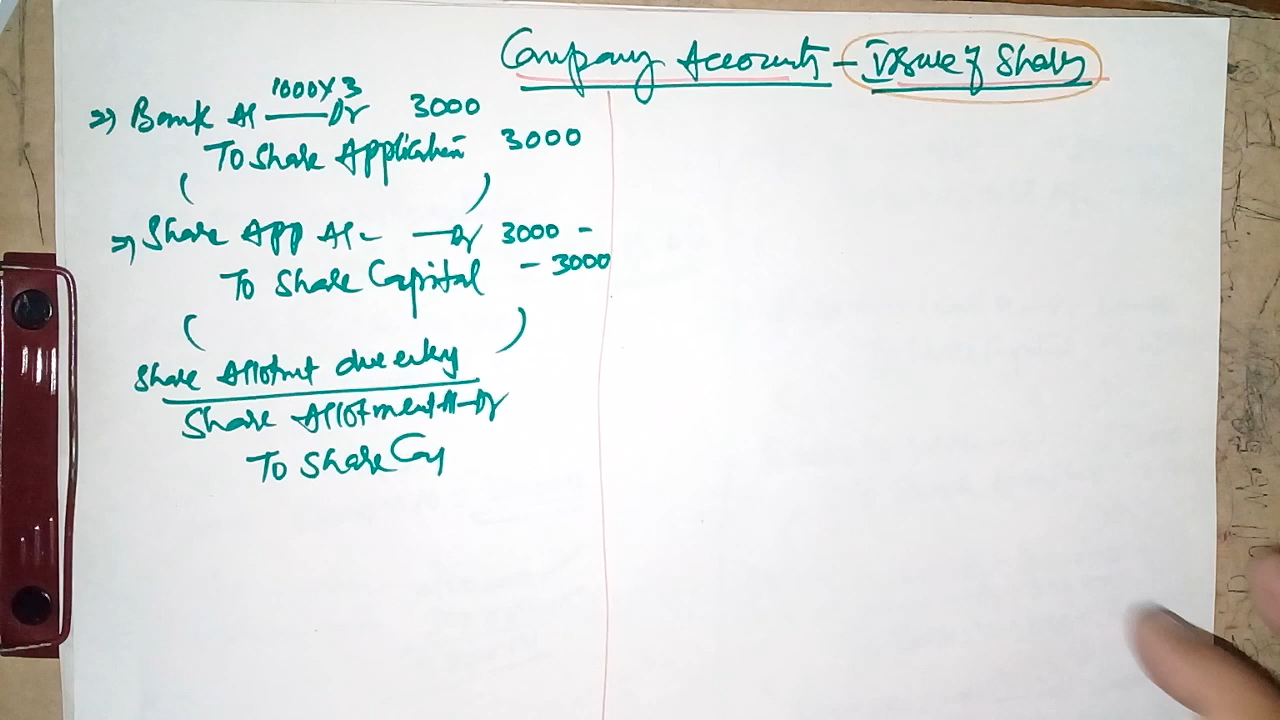 Company Accounts - Issue of Shares
1000x3
=> Bank A/c Dr 3000
To Share Application 3000
( )
=> Share App A/c - Dr 3000 -
To Share Capital - 3000
( )
Share Allotmt due entry
Share Allotment A/c Dr
To Share Cap